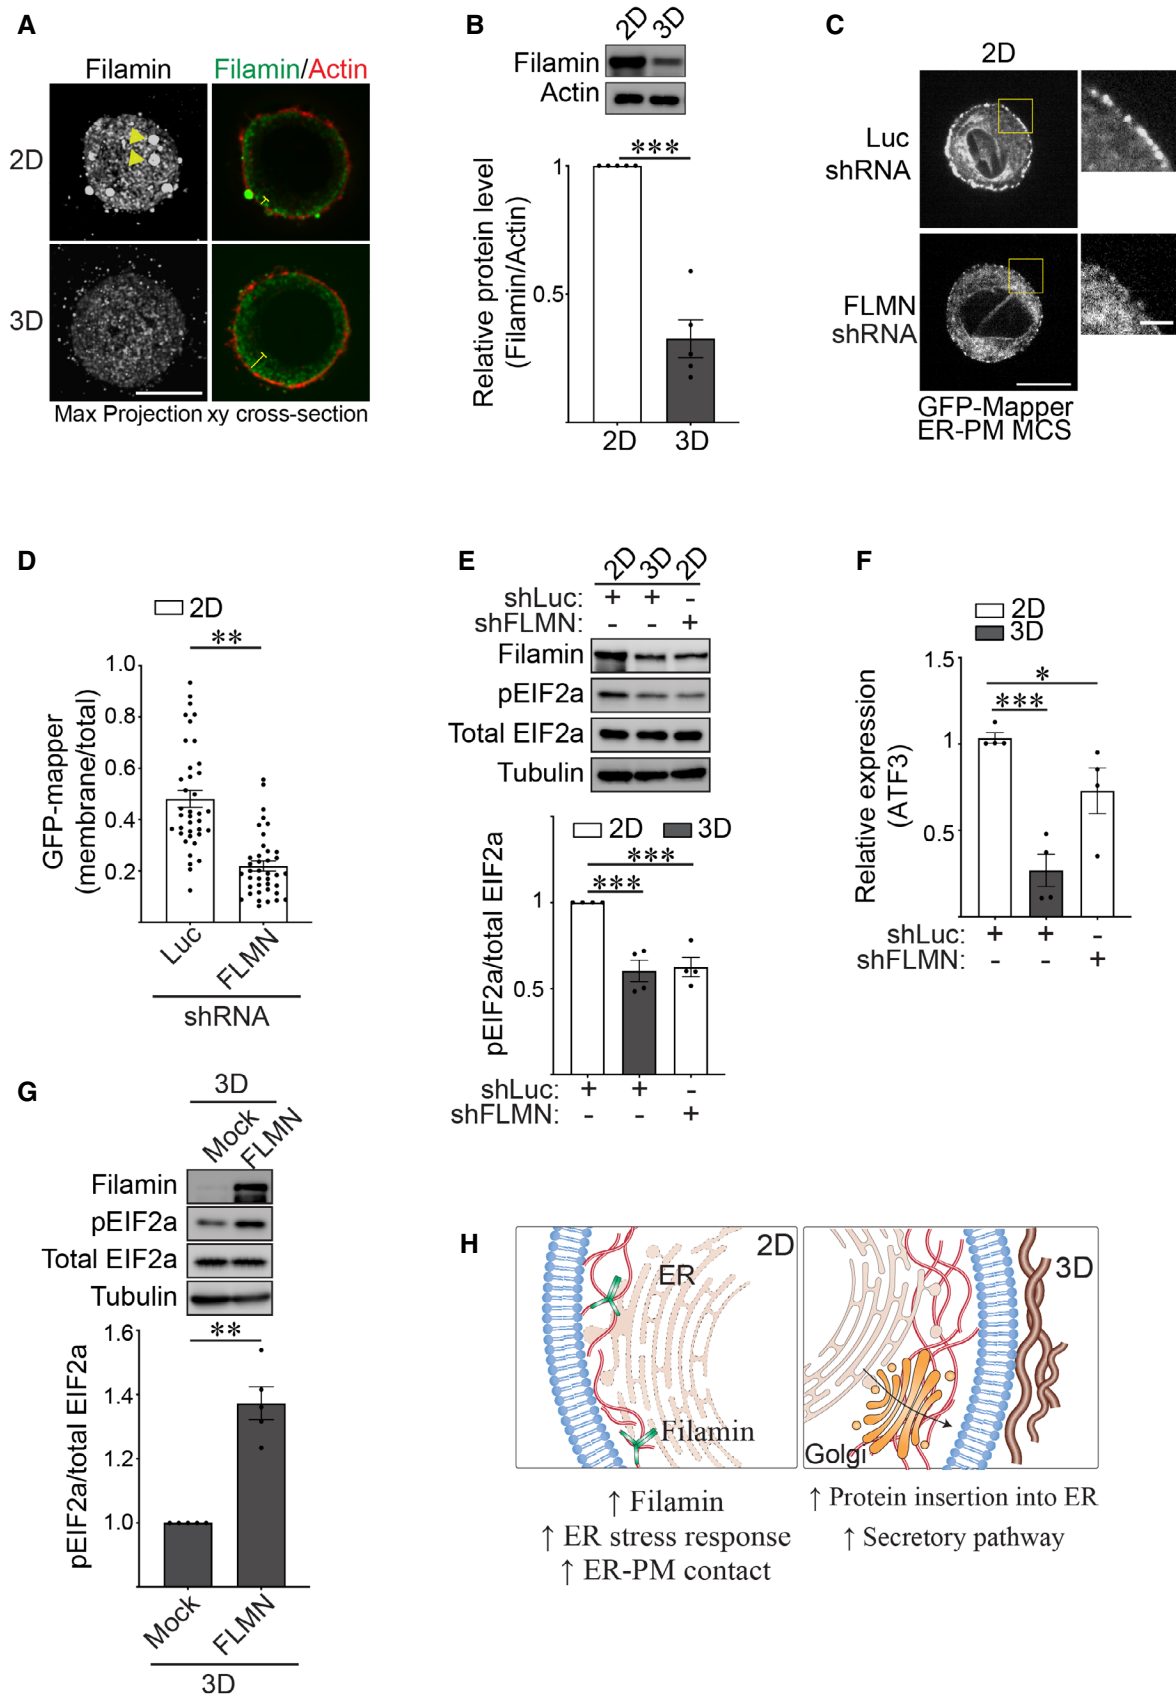 A
Filamin
Filamin/Actin
2D
3D
Max Projection
xy cross-section
B
2D
3D
Filamin
Actin
***
Relative protein level
(Filamin/Actin)
1
0.5
2D
3D
C
2D
Luc
shRNA
FLMN
shRNA
GFP-Mapper
ER-PM MCS
D
2D
**
GFP-mapper
(membrane/total)
1.0
0.8
0.6
0.4
0.2
Luc
FLMN
shRNA
E
2D
3D
2D
shLuc: + + -
shFLMN: - - +
Filamin
pEIF2a
Total EIF2a
Tubulin
2D
3D
***
***
pEIF2a/total EIF2a
1
0.5
shLuc: + + -
shFLMN: - - +
F
2D
3D
*
***
Relative expression
(ATF3)
1.5
1
0.5
shLuc: + + -
shFLMN: - - +
G
3D
Mock
FLMN
Filamin
pEIF2a
Total EIF2a
Tubulin
**
pEIF2a/total EIF2a
1.6
1.4
1.2
1.0
Mock
FLMN
3D
H
2D
ER
Filamin
↑ Filamin
↑ ER stress response
↑ ER-PM contact
3D
Golgi
↑ Protein insertion into ER
↑ Secretory pathway